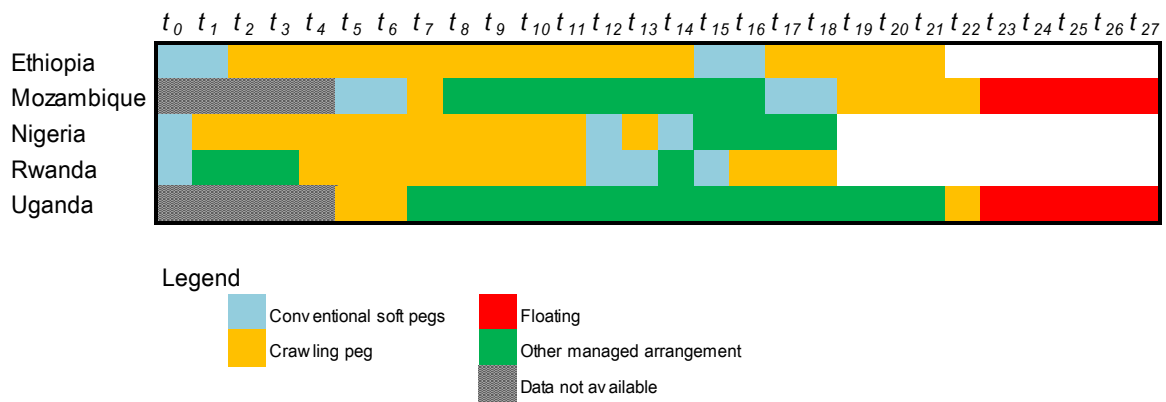 t0 t1 t2 t3 t4 t5 t6 t7 t8 t9 t10 t11 t12 t13 t14 t15 t16 t17 t18 t19 t20 t21 t22 t23 t24 t25 t26 t27
Ethiopia
Mozambique
Nigeria
Rwanda
Uganda
Legend
Conventional soft pegs
Floating
Crawling peg
Other managed arrangement
Data not available